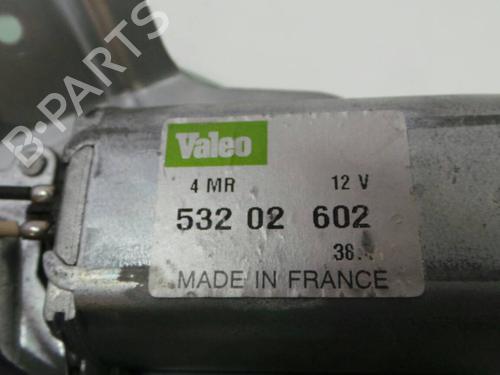 B-PARTS
Valeo
4 MR 12 V
532 02 602
MADE IN FRANCE